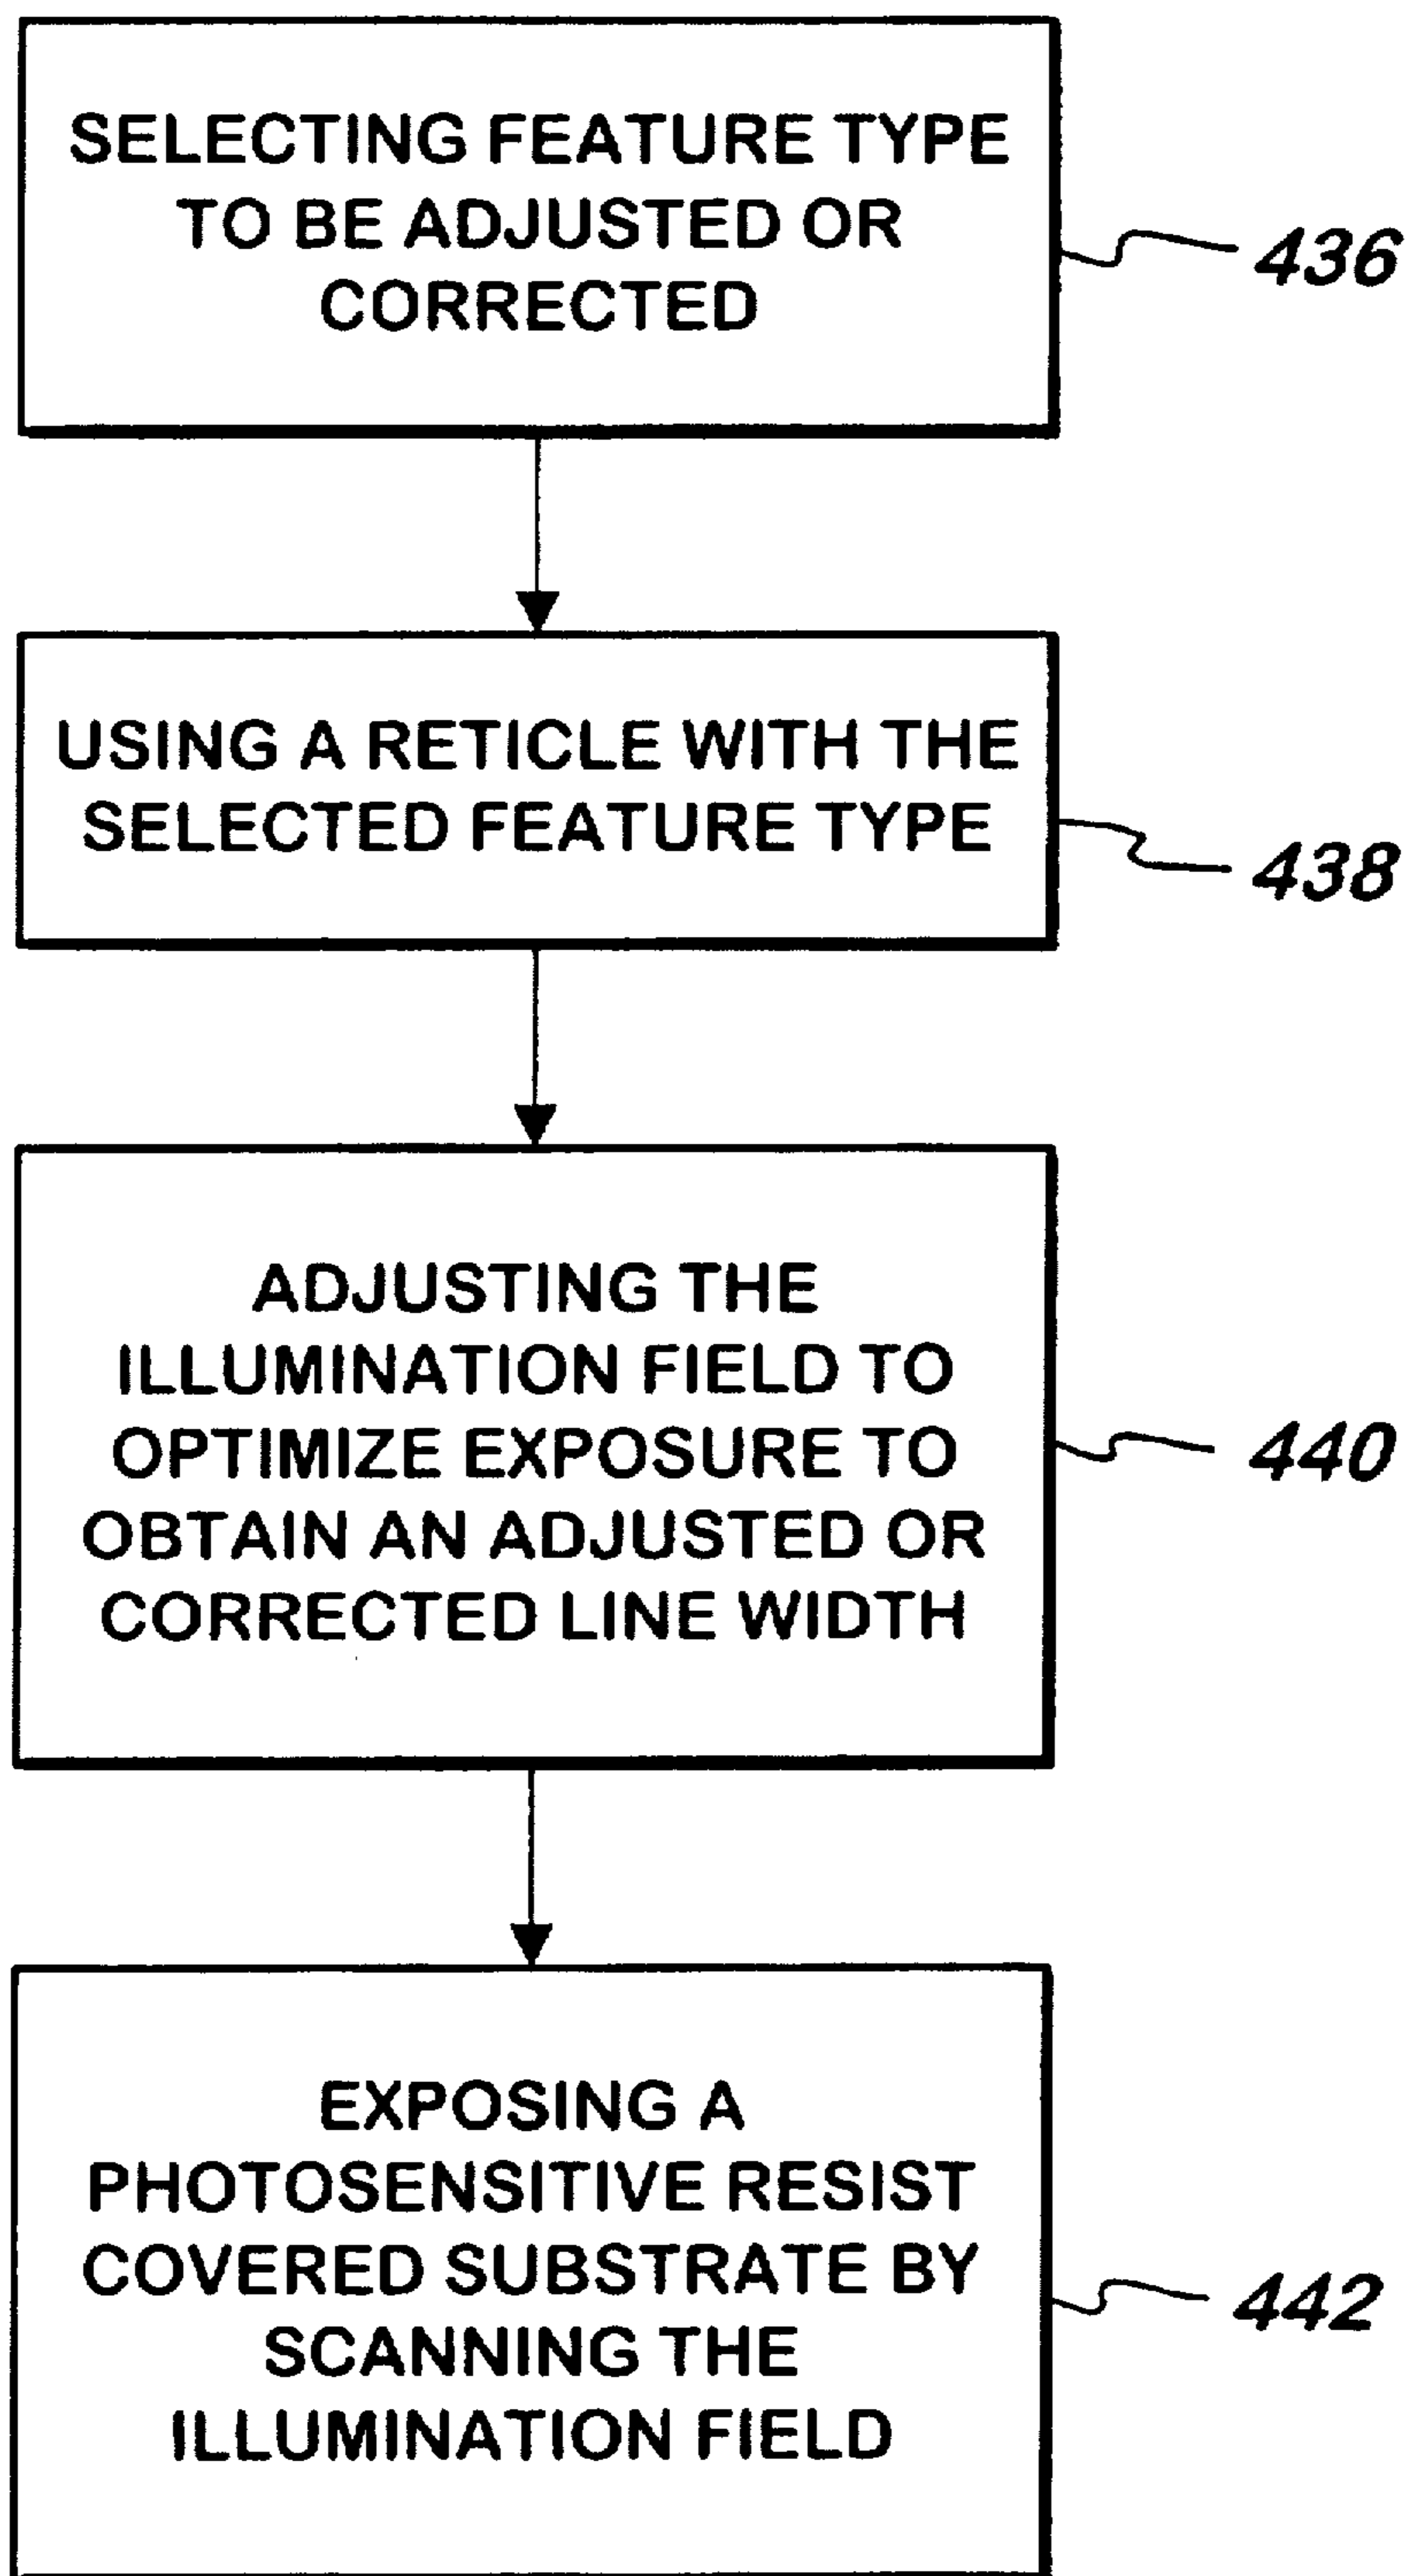 SELECTING FEATURE TYPE
TO BE ADJUSTED OR
CORRECTED
436
USING A RETICLE WITH THE
SELECTED FEATURE TYPE
438
ADJUSTING THE
ILLUMINATION FIELD TO
OPTIMIZE EXPOSURE TO
OBTAIN AN ADJUSTED OR
CORRECTED LINE WIDTH
440
EXPOSING A
PHOTOSENSITIVE RESIST
COVERED SUBSTRATE BY
SCANNING THE
ILLUMINATION FIELD
442